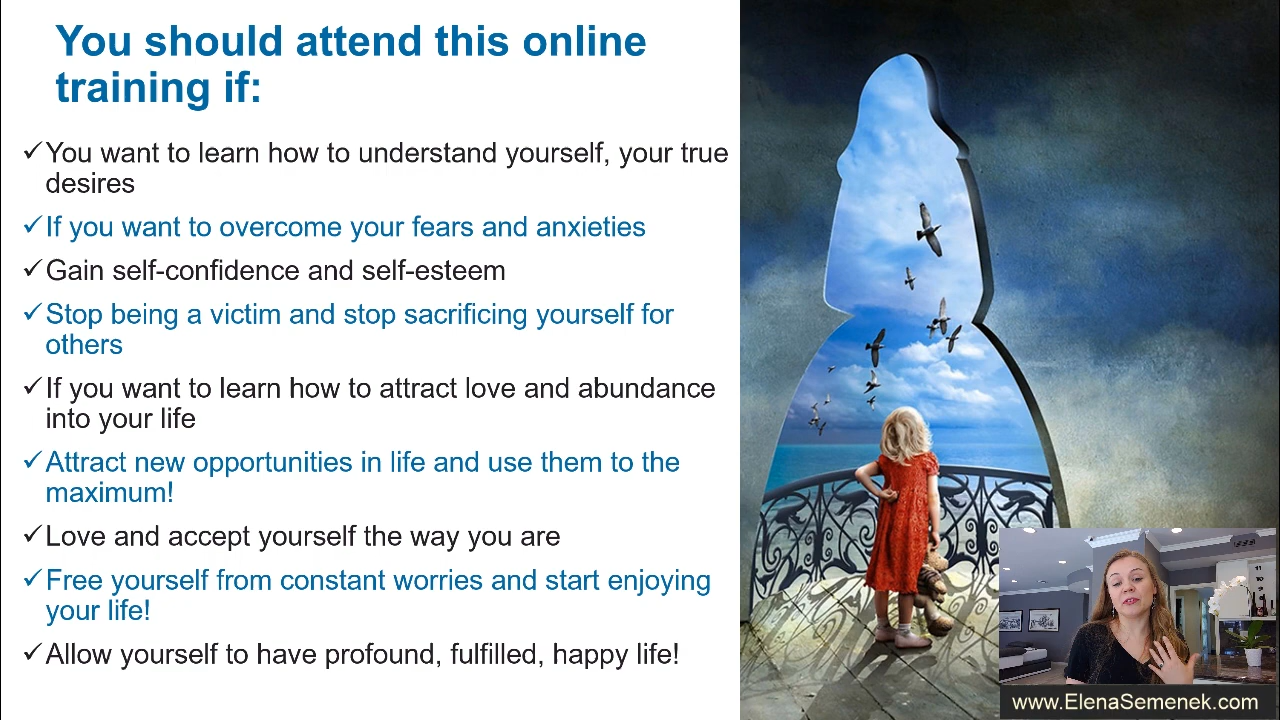 You should attend this online
training if:
✓You want to learn how to understand yourself, your true
desires
✓If you want to overcome your fears and anxieties
✓Gain self-confidence and self-esteem
✓Stop being a victim and stop sacrificing yourself for
others
✓If you want to learn how to attract love and abundance
into your life
✓Attract new opportunities in life and use them to the
maximum!
✓Love and accept yourself the way you are
✓Free yourself from constant worries and start enjoying
your life!
✓Allow yourself to have profound, fulfilled, happy life!
www.ElenaSemenek.com